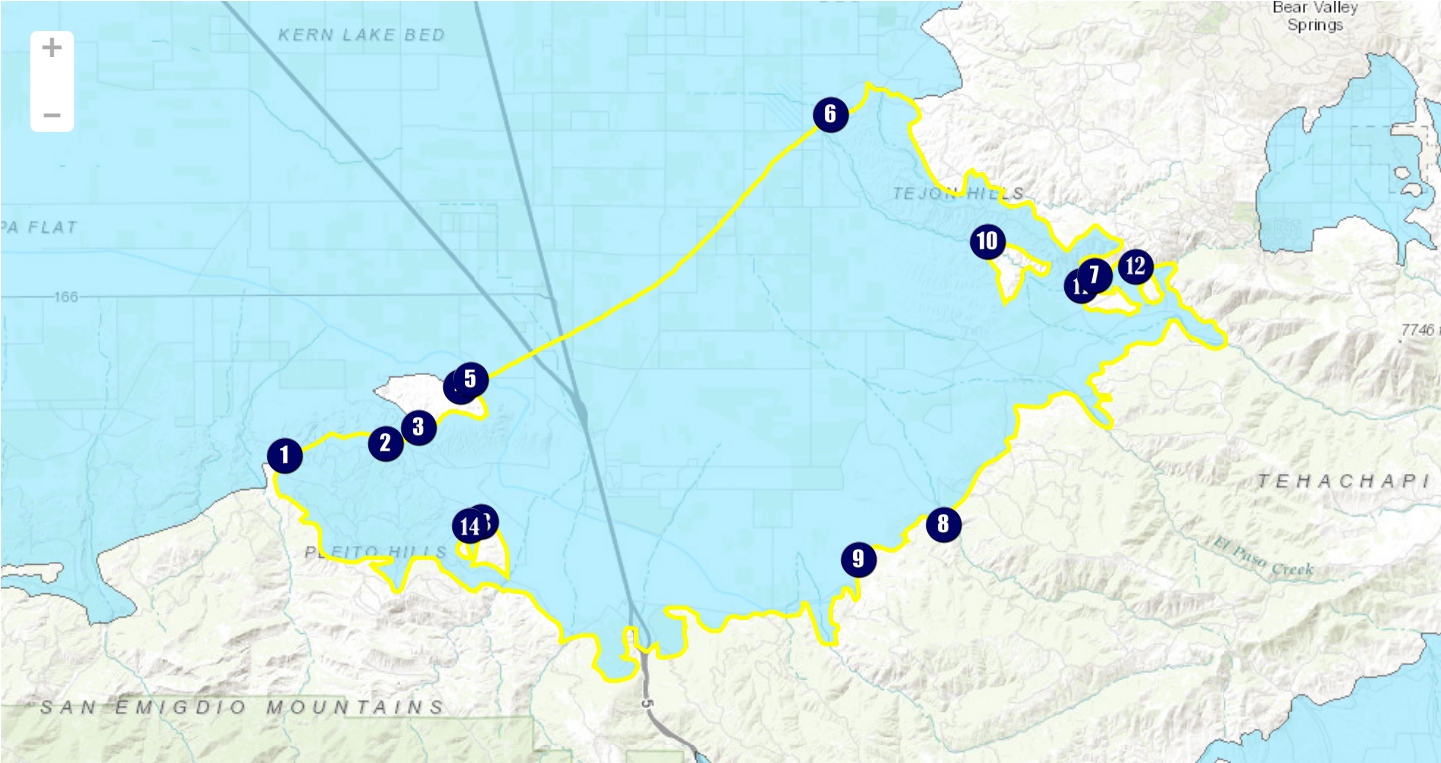 Bear Valley
Springs
+
KERN LAKE BED
−
6
TEJON HILLS
PA FLAT
10
12
7
166
7746
5
3
2
1
TEHACHAPI
14
8
PLEITO HILLS
El Paso Creek
9
SAN EMIGDIO MOUNTAINS
5